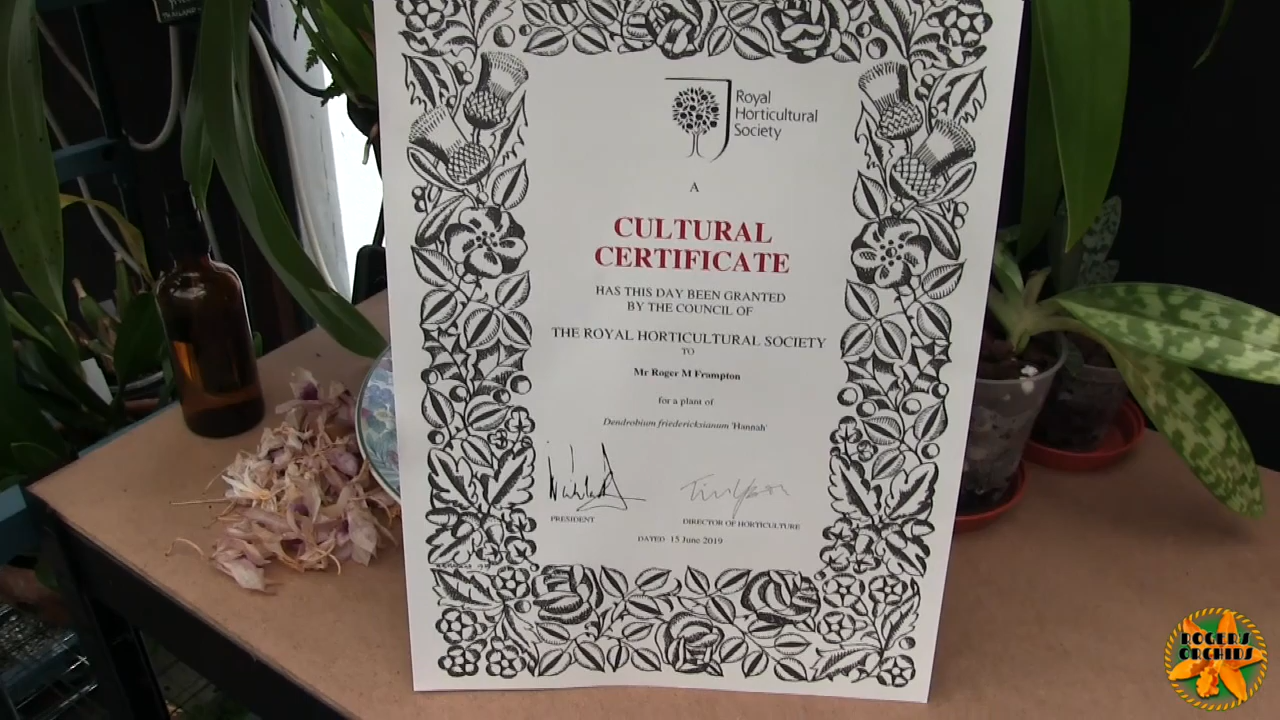 Royal
Horticultural
Society
A
CULTURAL
CERTIFICATE
HAS THIS DAY BEEN GRANTED
BY THE COUNCIL OF
THE ROYAL HORTICULTURAL SOCIETY
TO
Mr Roger M Frampton
for a plant of
Dendrobium friedericksianum 'Hannah'
PRESIDENT
DIRECTOR OF HORTICULTURE
DATED 15 June 2019
ROGERS
ORCHIDS